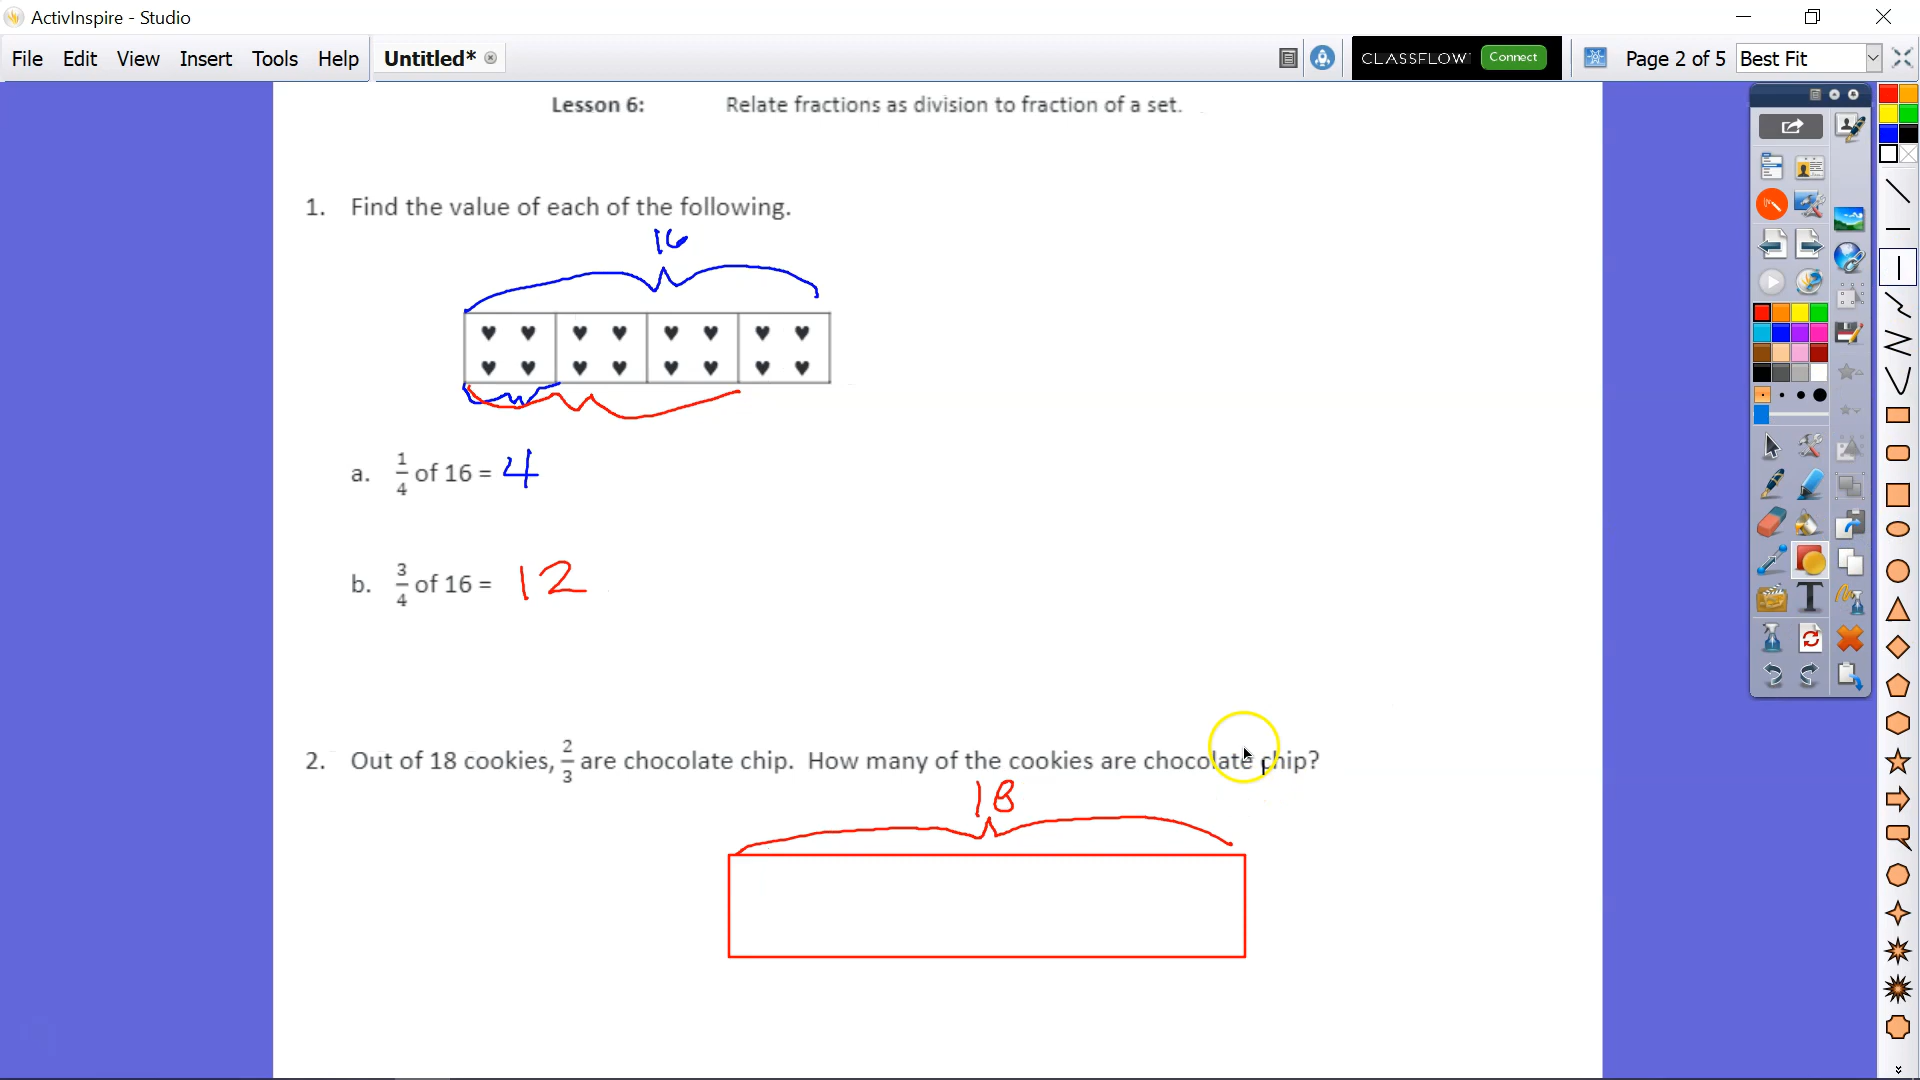 ActivInspire - Studio
File Edit View Insert Tools Help Untitled* CLASSFLOW Connect Page 2 of 5 Best Fit
Lesson 6: Relate fractions as division to fraction of a set.
1. Find the value of each of the following.
16
a. 1/4 of 16 = 4
b. 3/4 of 16 = 12
2. Out of 18 cookies, 2/3 are chocolate chip. How many of the cookies are chocolate chip?
18